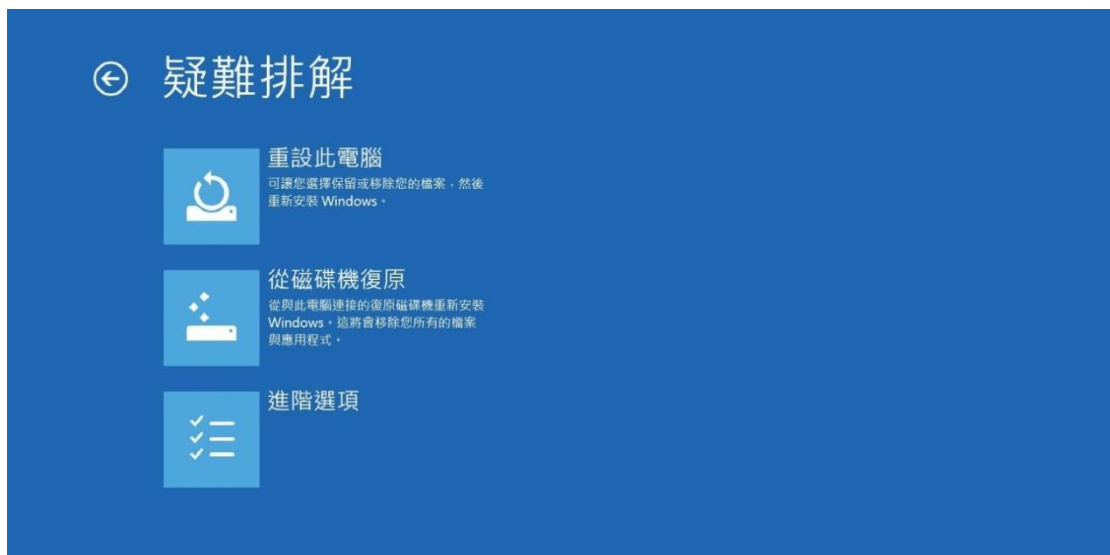 疑難排解
重設此電腦
可讓您選擇保留或移除您的檔案，然後
重新安裝 Windows。
從磁碟機復原
從與此電腦連接的復原磁碟機重新安裝
Windows。這將會移除您所有的檔案
與應用程式。
進階選項